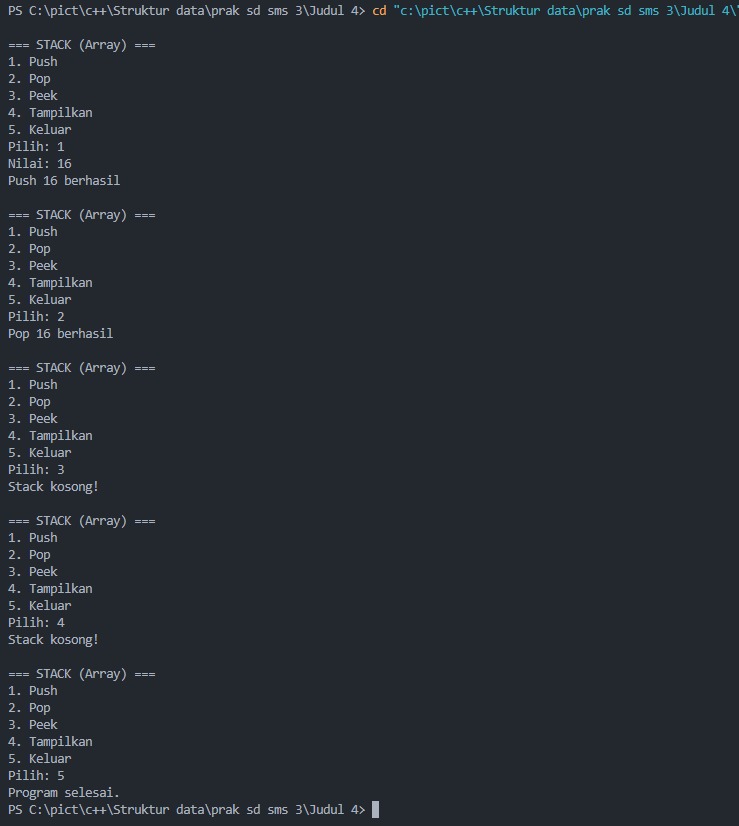 PS C:\pict\c++\Struktur data\prak sd sms 3\Judul 4> cd "c:\pict\c++\Struktur data\prak sd sms 3\Judul 4\"
=== STACK (Array) ===
1. Push
2. Pop
3. Peek
4. Tampilkan
5. Keluar
Pilih: 1
Nilai: 16
Push 16 berhasil
=== STACK (Array) ===
1. Push
2. Pop
3. Peek
4. Tampilkan
5. Keluar
Pilih: 2
Pop 16 berhasil
=== STACK (Array) ===
1. Push
2. Pop
3. Peek
4. Tampilkan
5. Keluar
Pilih: 3
Stack kosong!
=== STACK (Array) ===
1. Push
2. Pop
3. Peek
4. Tampilkan
5. Keluar
Pilih: 4
Stack kosong!
=== STACK (Array) ===
1. Push
2. Pop
3. Peek
4. Tampilkan
5. Keluar
Pilih: 5
Program selesai.
PS C:\pict\c++\Struktur data\prak sd sms 3\Judul 4>